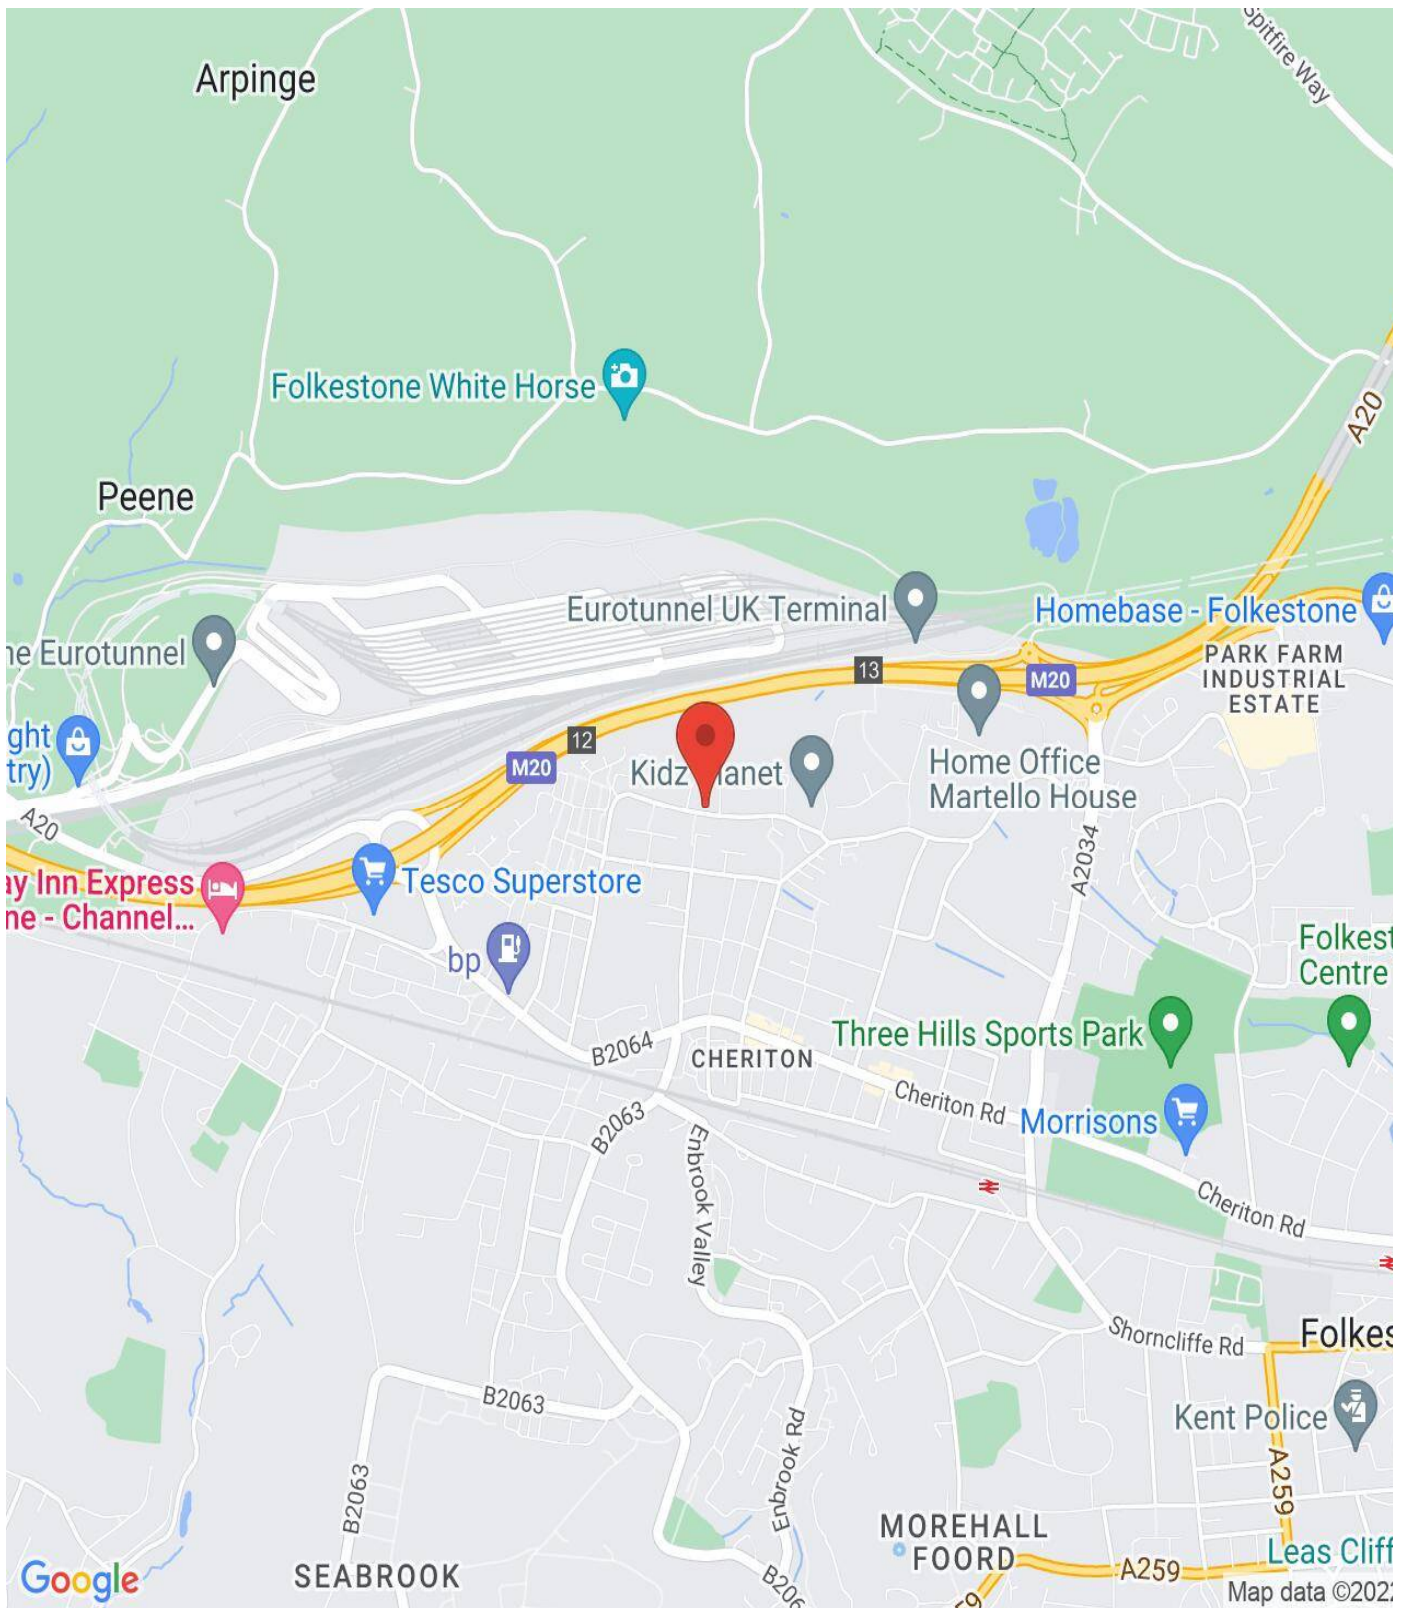 Spitfire Way
Arpinge
Folkestone White Horse
A20
Peene
Eurotunnel UK Terminal
Homebase - Folkestone
ne Eurotunnel
PARK FARM
INDUSTRIAL
ESTATE
13
M20
ght
try)
12
M20
Kidz
anet
Home Office
Martello House
A20
A2034
Tesco Superstore
ay Inn Express
ne - Channel...
bp
Folkest
Centre
Three Hills Sports Park
B2064
CHERITON
Cheriton Rd
Morrisons
B2063
Enbrook Valley
Cheriton Rd
Shorncliffe Rd
Folkes
B2063
Kent Police
Enbrook Rd
B2063
A259
MOREHALL
FOORD
Leas Cliff
A259
SEABROOK
B206
59
Google
Map data ©2022